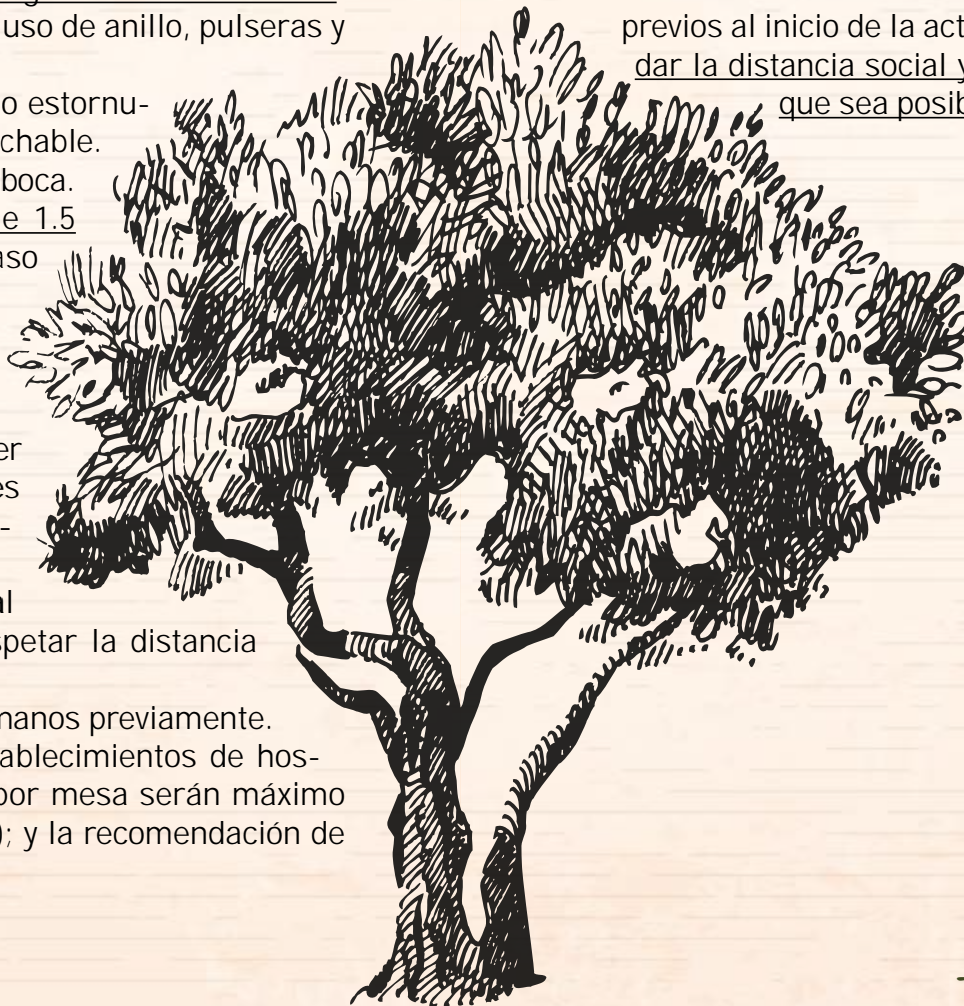 uso de anillo, pulseras y
o estornu-
chable.
boca.
e 1.5
aso
er
es
-
al
spetar la distancia
nanos previamente.
ablecimientos de hos-
por mesa serán máximo
); y la recomendación de
previos al inicio de la act
dar la distancia social y
que sea posib